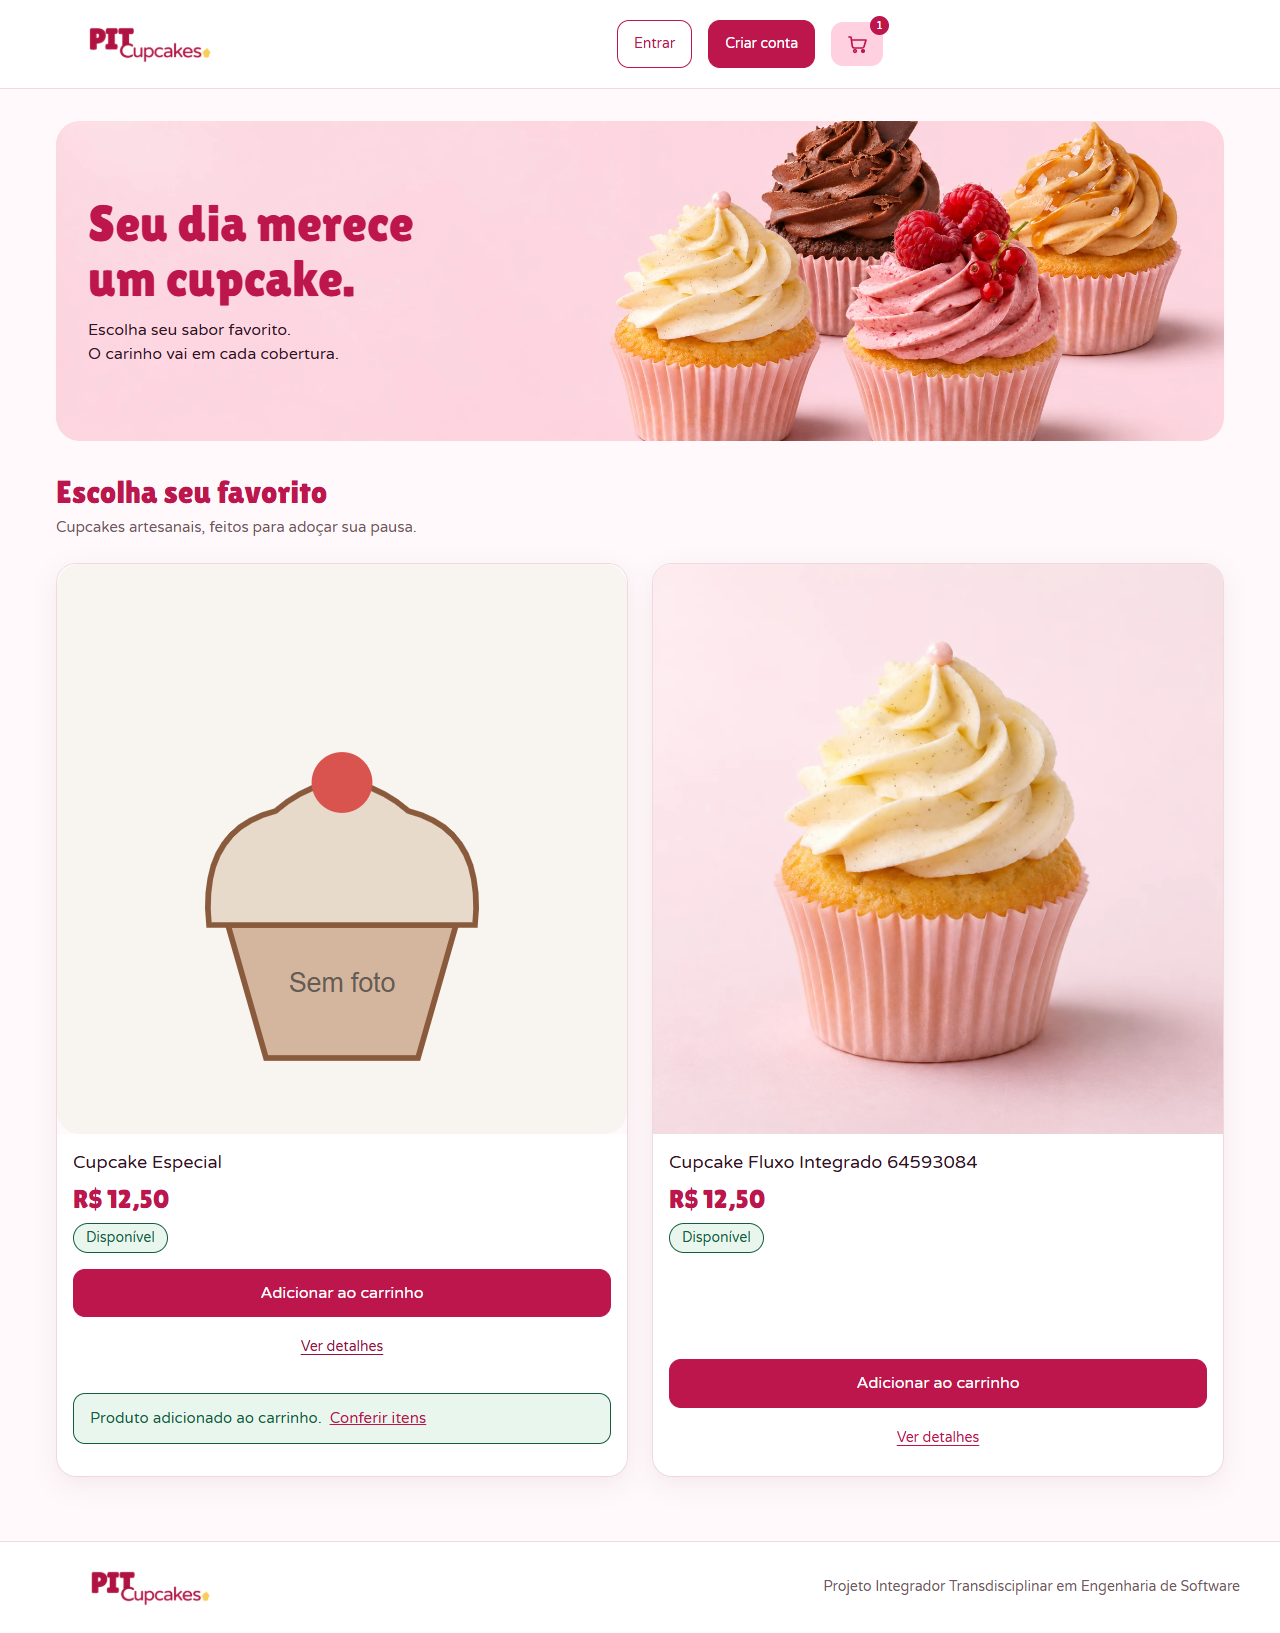 PIT
Cupcakes
Entrar
Criar conta
1
Seu dia merece
um cupcake.
Escolha seu sabor favorito.
O carinho vai em cada cobertura.
Escolha seu favorito
Cupcakes artesanais, feitos para adoçar sua pausa.
Sem foto
Cupcake Especial
R$ 12,50
Disponível
Adicionar ao carrinho
Ver detalhes
Produto adicionado ao carrinho. Conferir itens
Cupcake Fluxo Integrado 64593084
R$ 12,50
Disponível
Adicionar ao carrinho
Ver detalhes
PIT
Cupcakes
Projeto Integrador Transdisciplinar em Engenharia de Software